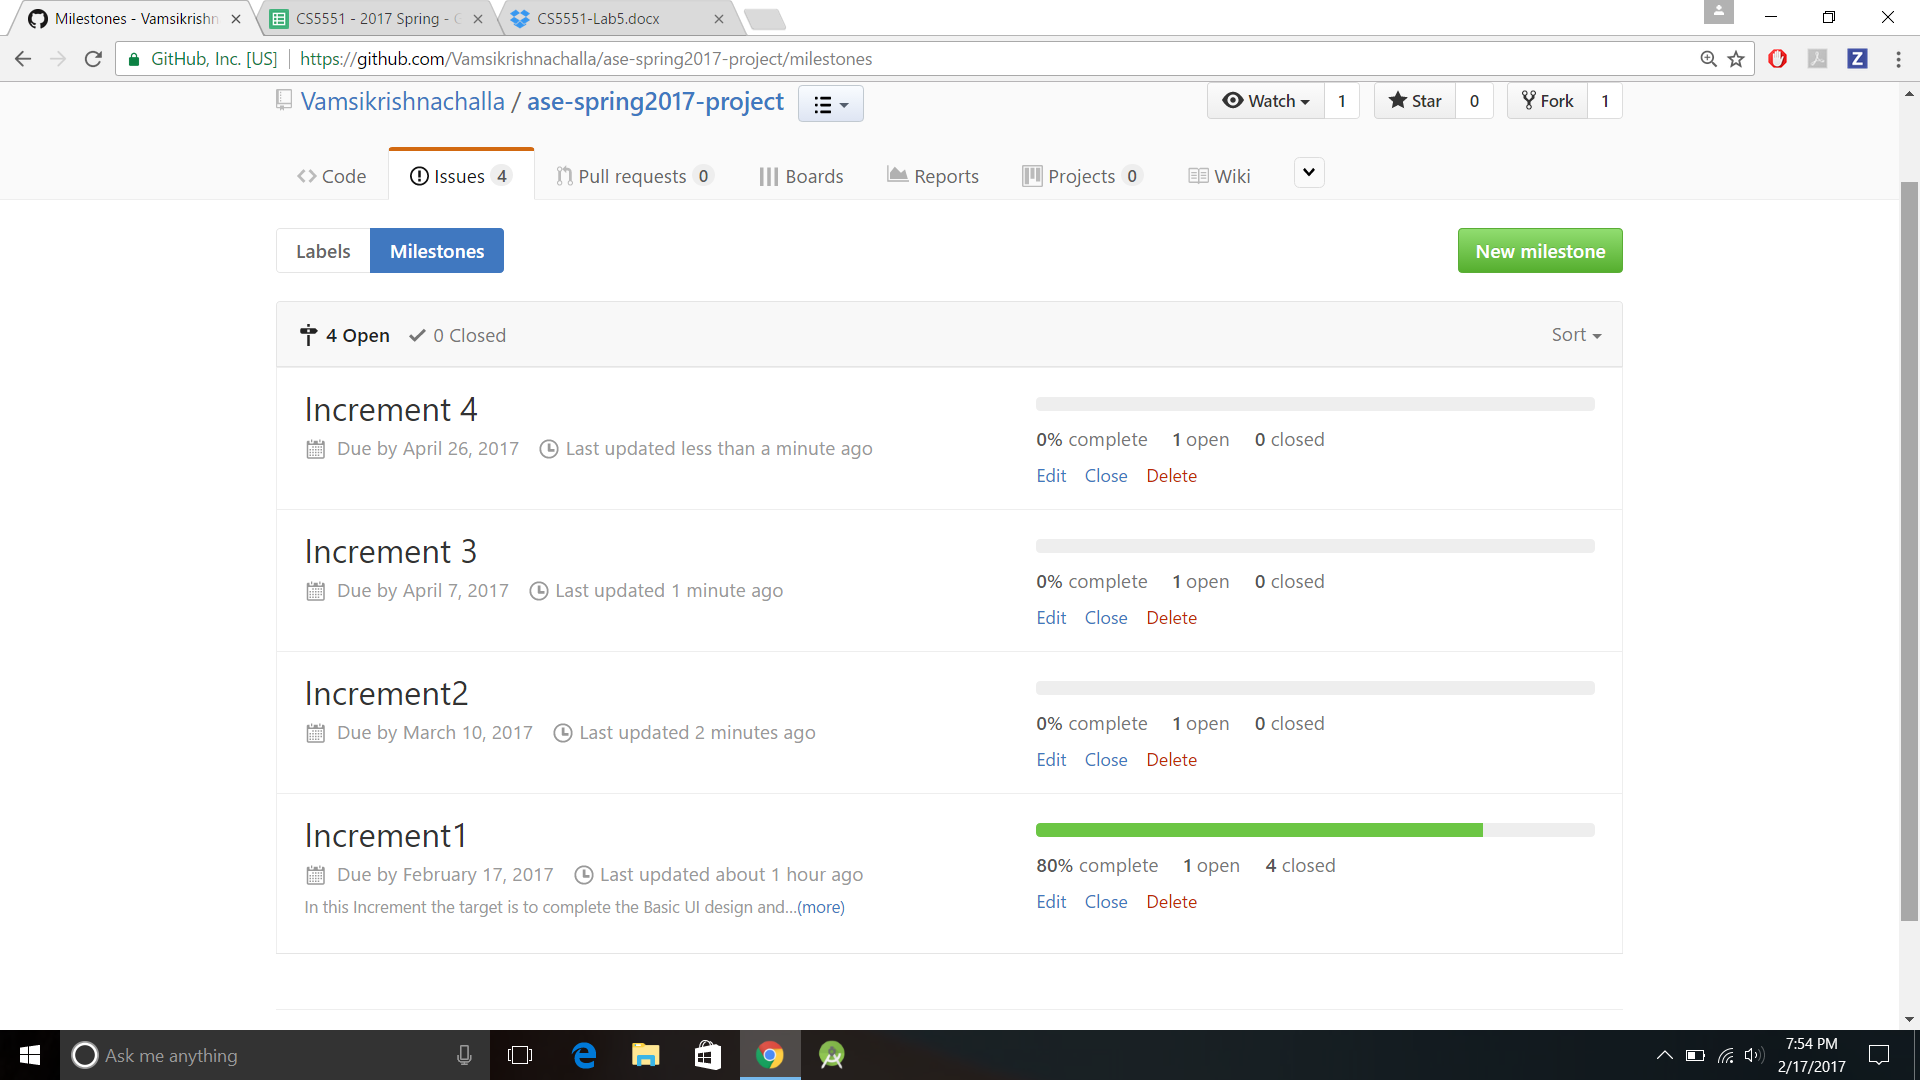 Milestones - Vamsikrishn
CS5551 - 2017 Spring -
CS5551-Lab5.docx
GitHub, Inc. [US] https://github.com/Vamsikrishnachalla/ase-spring2017-project/milestones
Vamsikrishnachalla / ase-spring2017-project
Watch 1 Star 0 Fork 1
Code Issues 4 Pull requests 0 Boards Reports Projects 0 Wiki
Labels Milestones New milestone
4 Open 0 Closed Sort
Increment 4
Due by April 26, 2017 Last updated less than a minute ago
0% complete 1 open 0 closed
Edit Close Delete
Increment 3
Due by April 7, 2017 Last updated 1 minute ago
0% complete 1 open 0 closed
Edit Close Delete
Increment2
Due by March 10, 2017 Last updated 2 minutes ago
0% complete 1 open 0 closed
Edit Close Delete
Increment1
Due by February 17, 2017 Last updated about 1 hour ago
In this Increment the target is to complete the Basic UI design and...(more)
80% complete 1 open 4 closed
Edit Close Delete
Ask me anything
7:54 PM
2/17/2017